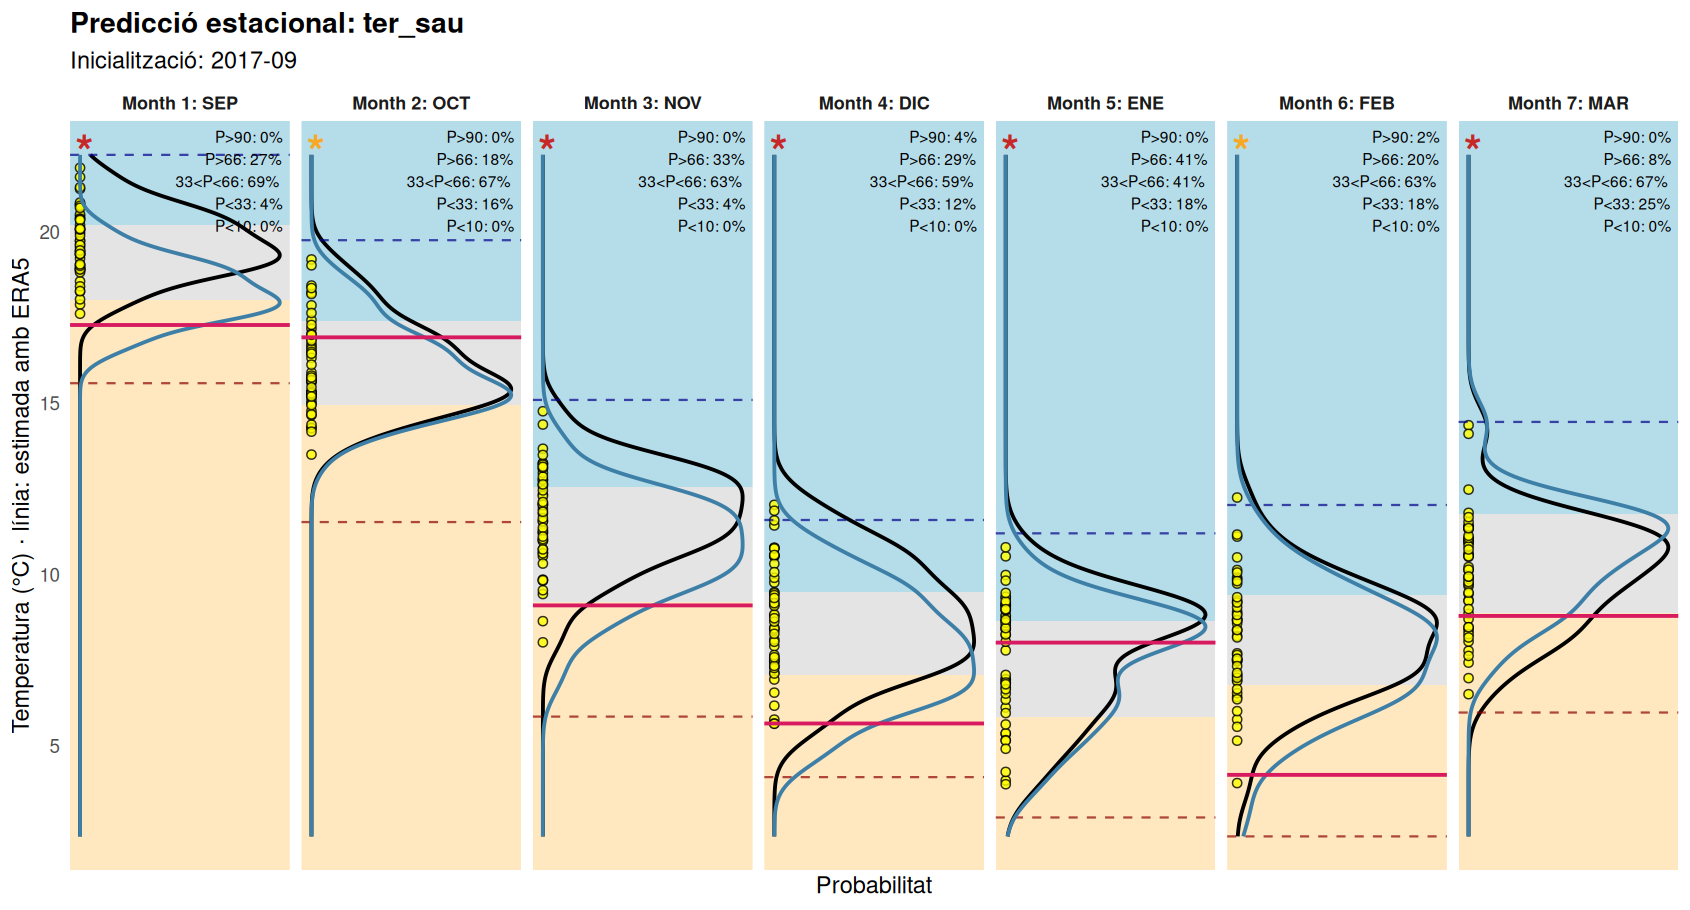 Predicció estacional: ter_sau
Inicialització: 2017-09
Month 1: SEP
Month 2: OCT
Month 3: NOV
Month 4: DIC
Month 5: ENE
Month 6: FEB
Month 7: MAR
*
P>90: 0%
P>66: 27%
33<P<66: 69%
P<33: 4%
P<10: 0%
*
P>90: 0%
P>66: 18%
33<P<66: 67%
P<33: 16%
P<10: 0%
*
P>90: 0%
P>66: 33%
33<P<66: 63%
P<33: 4%
P<10: 0%
*
P>90: 4%
P>66: 29%
33<P<66: 59%
P<33: 12%
P<10: 0%
*
P>90: 0%
P>66: 41%
33<P<66: 41%
P<33: 18%
P<10: 0%
*
P>90: 2%
P>66: 20%
33<P<66: 63%
P<33: 18%
P<10: 0%
*
P>90: 0%
P>66: 8%
33<P<66: 67%
P<33: 25%
P<10: 0%
20
15
10
5
Temperatura (°C) · línia: estimada amb ERA5
Probabilitat